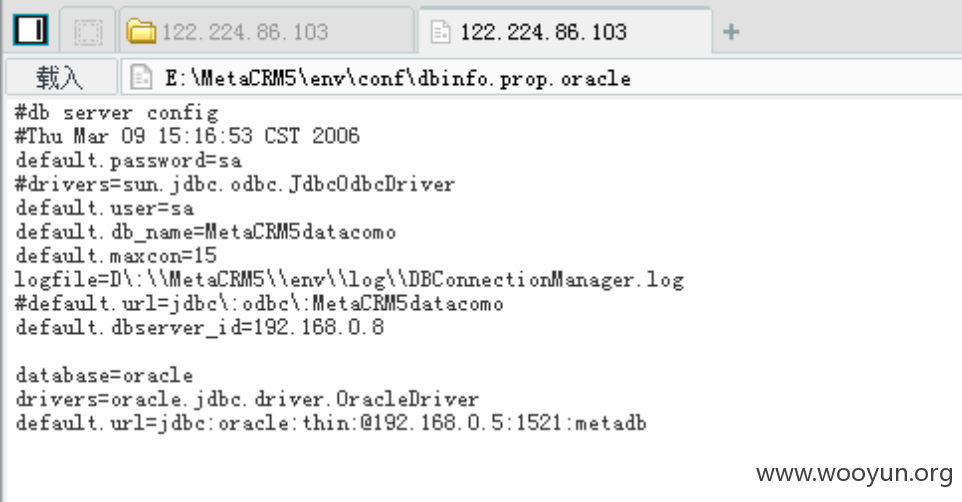 122.224.86.103
122.224.86.103
载入
E:\MetaCRM5\env\conf\dbinfo.prop.oracle
#db server config
#Thu Mar 09 15:16:53 CST 2006
default.password=sa
#drivers=sun.jdbc.odbc.JdbcOdbcDriver
default.user=sa
default.db_name=MetaCRM5datacomo
default.maxcon=15
logfile=D\:\\MetaCRM5\\env\\log\\DBConnectionManager.log
#default.url=jdbc\:odbc\:MetaCRM5datacomo
default.dbserver_id=192.168.0.8
database=oracle
drivers=oracle.jdbc.driver.OracleDriver
default.url=jdbc:oracle:thin:@192.168.0.5:1521:metadb
www.wooyun.org